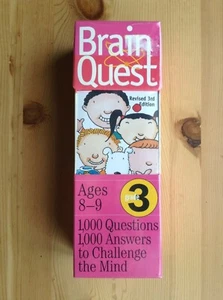 Brain
Quest
Revised 3rd
Edition
Ages
8–9
3
1,000 Questions
1,000 Answers
to Challenge
the Mind